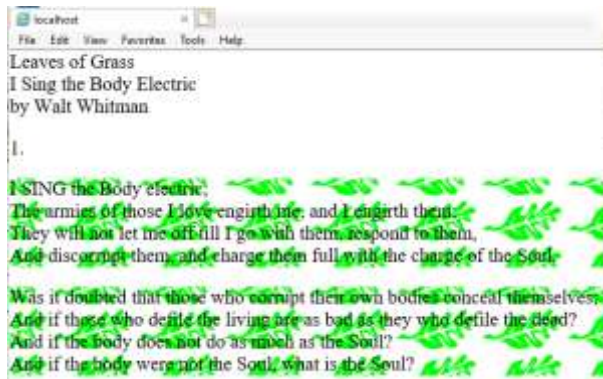 localhost
File Edit View Favorites Tools Help
Leaves of Grass
I Sing the Body Electric
by Walt Whitman
1.
I SING the Body electric;
The armies of those I love engirth me, and I engirth them;
They will not let me off till I go with them, respond to them,
And discorrupt them, and charge them full with the charge of the Soul.
Was it doubted that those who corrupt their own bodies conceal themselves;
And if those who defile the living are as bad as they who defile the dead?
And if the body does not do as much as the Soul?
And if the body were not the Soul, what is the Soul?